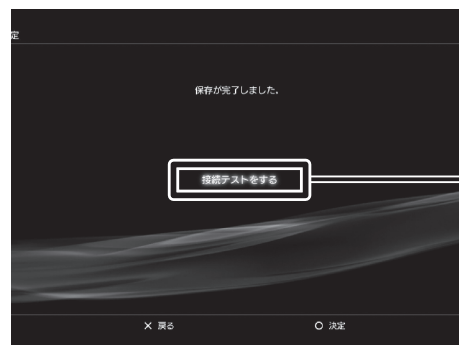 定
保存が完了しました。
接続テストをする
× 戻る
○ 決定